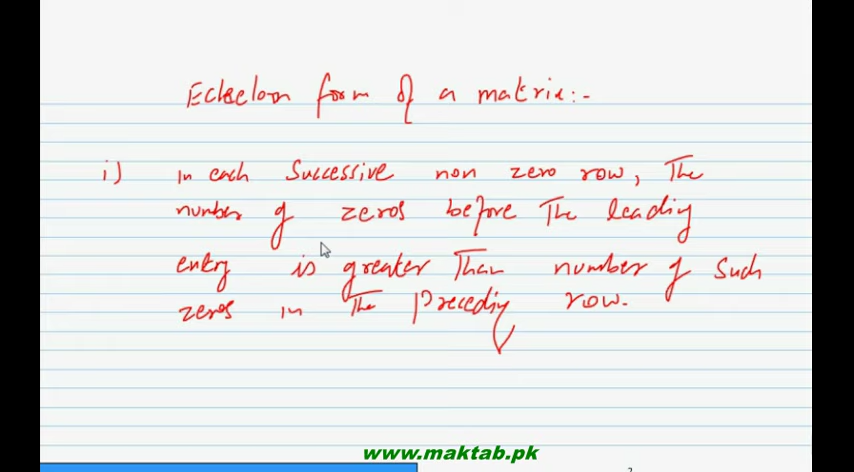 Echelon form of a matrix:-
i) in each successive non zero row, The
number of zeros before The leading
entry is greater Than number of such
zeros in The preceding row.
www.maktab.pk